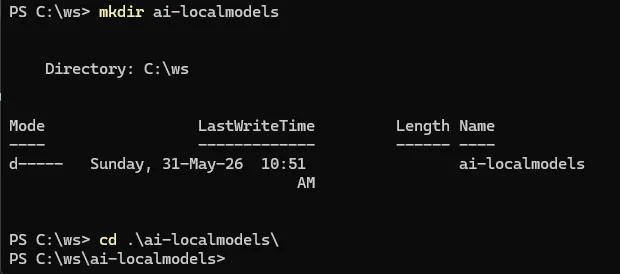 PS C:\ws> mkdir ai-localmodels
Directory: C:\ws
Mode LastWriteTime Length Name
---- ------------- ------ ----
d----- Sunday, 31-May-26 10:51 ai-localmodels
AM
PS C:\ws> cd .\ai-localmodels\
PS C:\ws\ai-localmodels>